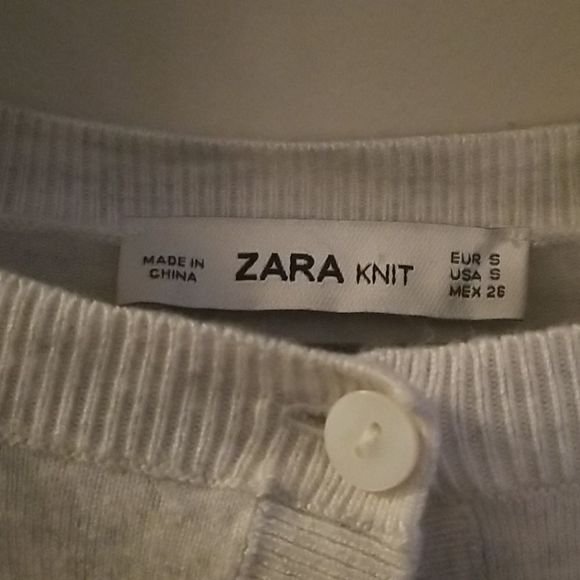 MADE IN
CHINA
ZARA KNIT
EUR S
USA S
MEX 26